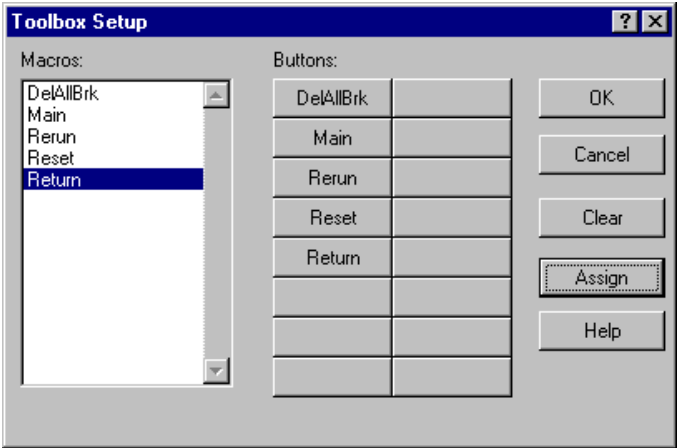 Toolbox Setup
Macros:
Buttons:
DelAllBrk
Main
Rerun
Reset
Return
DelAllBrk
Main
Rerun
Reset
Return
OK
Cancel
Clear
Assign
Help